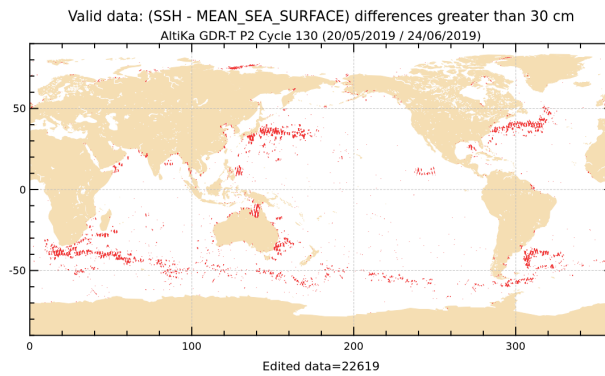 Valid data: (SSH - MEAN_SEA_SURFACE) differences greater than 30 cm
AltiKa GDR-T P2 Cycle 130 (20/05/2019 / 24/06/2019)
50
0
-50
0 100 200 300
Edited data=22619